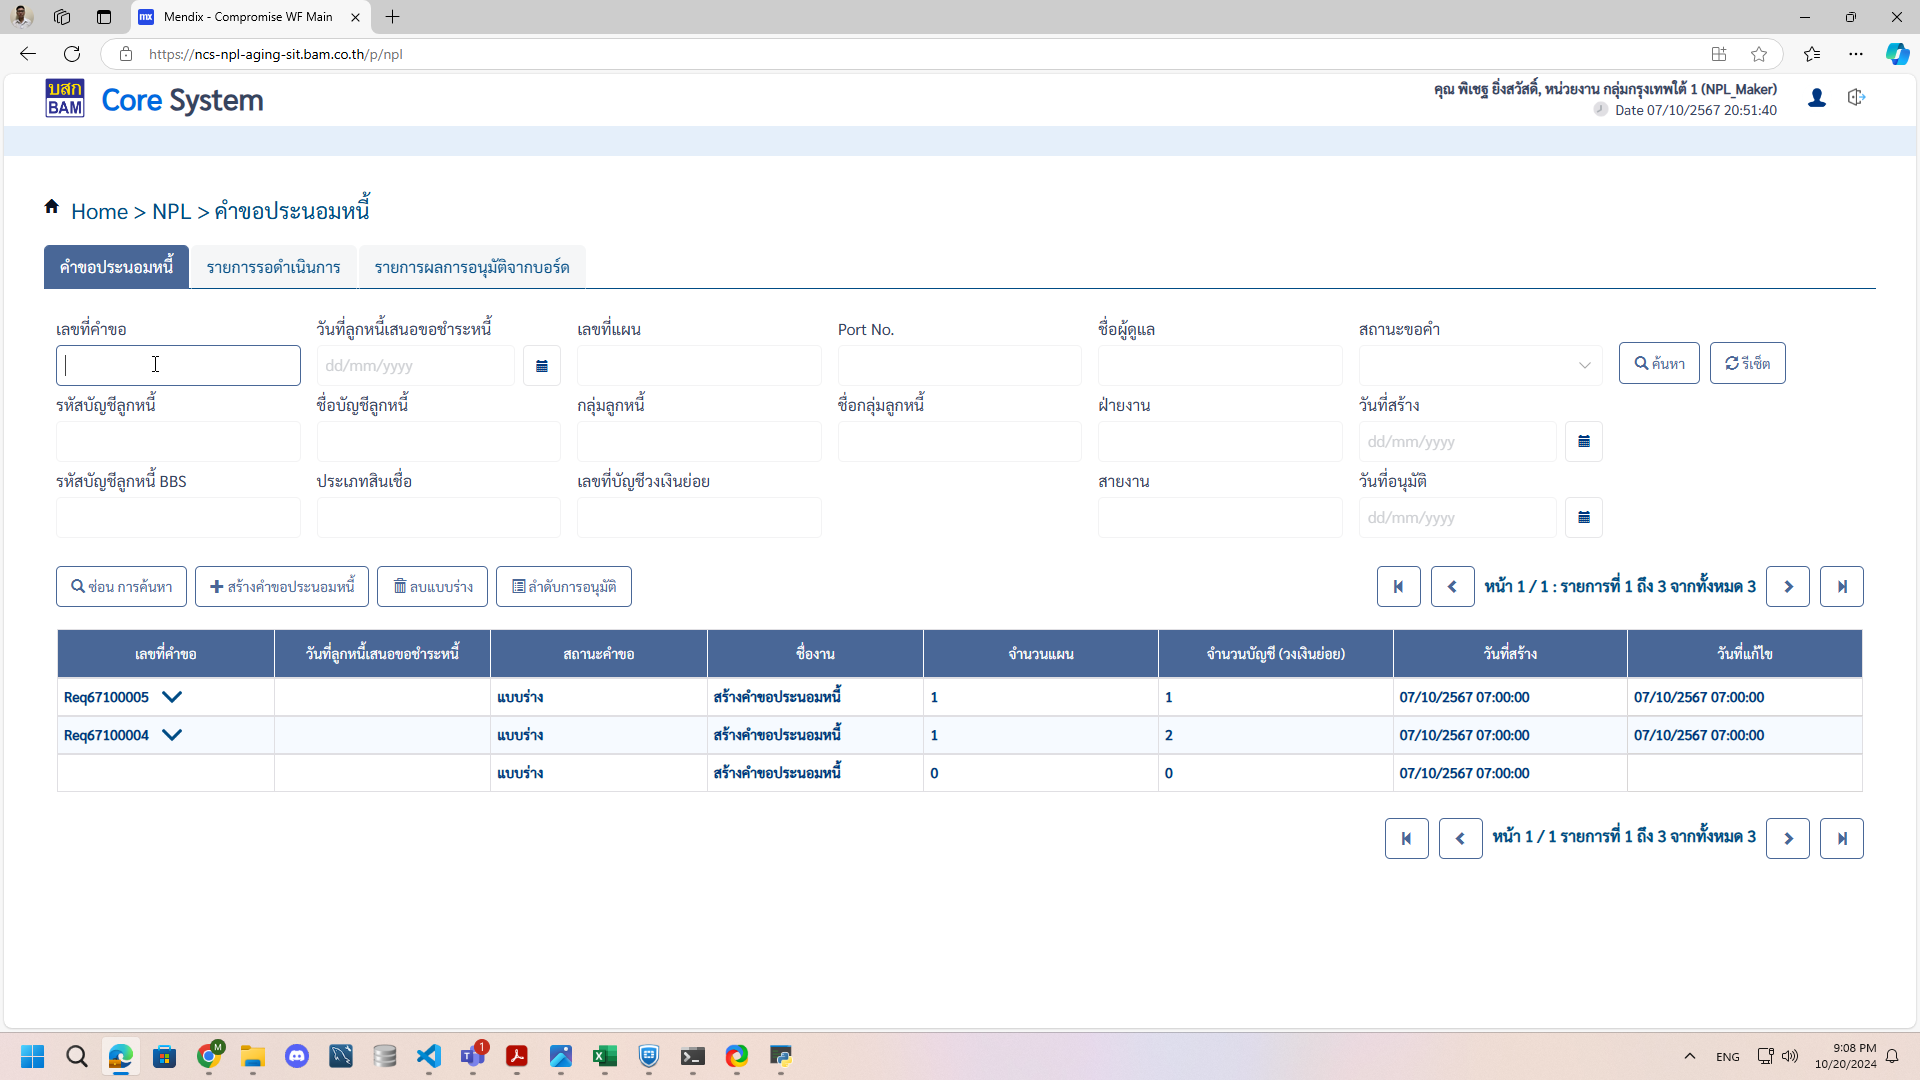 Mendix - Compromise WF Main
https://ncs-npl-aging-sit.bam.co.th/p/npl
บสก
BAM
Core System
คุณ พิเชฐ ยิ่งสวัสดิ์, หน่วยงาน กลุ่มกรุงเทพใต้ 1 (NPL_Maker)
Date 07/10/2567 20:51:40
Home > NPL > คำขอประนอมหนี้
คำขอประนอมหนี้ รายการรอดำเนินการ รายการผลการอนุมัติจากบอร์ด
เลขที่คำขอ วันที่ลูกหนี้เสนอขอชำระหนี้ เลขที่แผน Port No. ชื่อผู้ดูแล สถานะขอคำ
dd/mm/yyyy ค้นหา รีเซ็ต
รหัสบัญชีลูกหนี้ ชื่อบัญชีลูกหนี้ กลุ่มลูกหนี้ ชื่อกลุ่มลูกหนี้ ฝ่ายงาน วันที่สร้าง
dd/mm/yyyy
รหัสบัญชีลูกหนี้ BBS ประเภทสินเชื่อ เลขที่บัญชีวงเงินย่อย สายงาน วันที่อนุมัติ
dd/mm/yyyy
ซ่อน การค้นหา สร้างคำขอประนอมหนี้ ลบแบบร่าง ลำดับการอนุมัติ หน้า 1 / 1 : รายการที่ 1 ถึง 3 จากทั้งหมด 3
เลขที่คำขอ วันที่ลูกหนี้เสนอขอชำระหนี้ สถานะคำขอ ชื่องาน จำนวนแผน จำนวนบัญชี (วงเงินย่อย) วันที่สร้าง วันที่แก้ไข
Req67100005 แบบร่าง สร้างคำขอประนอมหนี้ 1 1 07/10/2567 07:00:00 07/10/2567 07:00:00
Req67100004 แบบร่าง สร้างคำขอประนอมหนี้ 1 2 07/10/2567 07:00:00 07/10/2567 07:00:00
แบบร่าง สร้างคำขอประนอมหนี้ 0 0 07/10/2567 07:00:00
หน้า 1 / 1 รายการที่ 1 ถึง 3 จากทั้งหมด 3
M 1 ENG 9:08 PM
10/20/2024